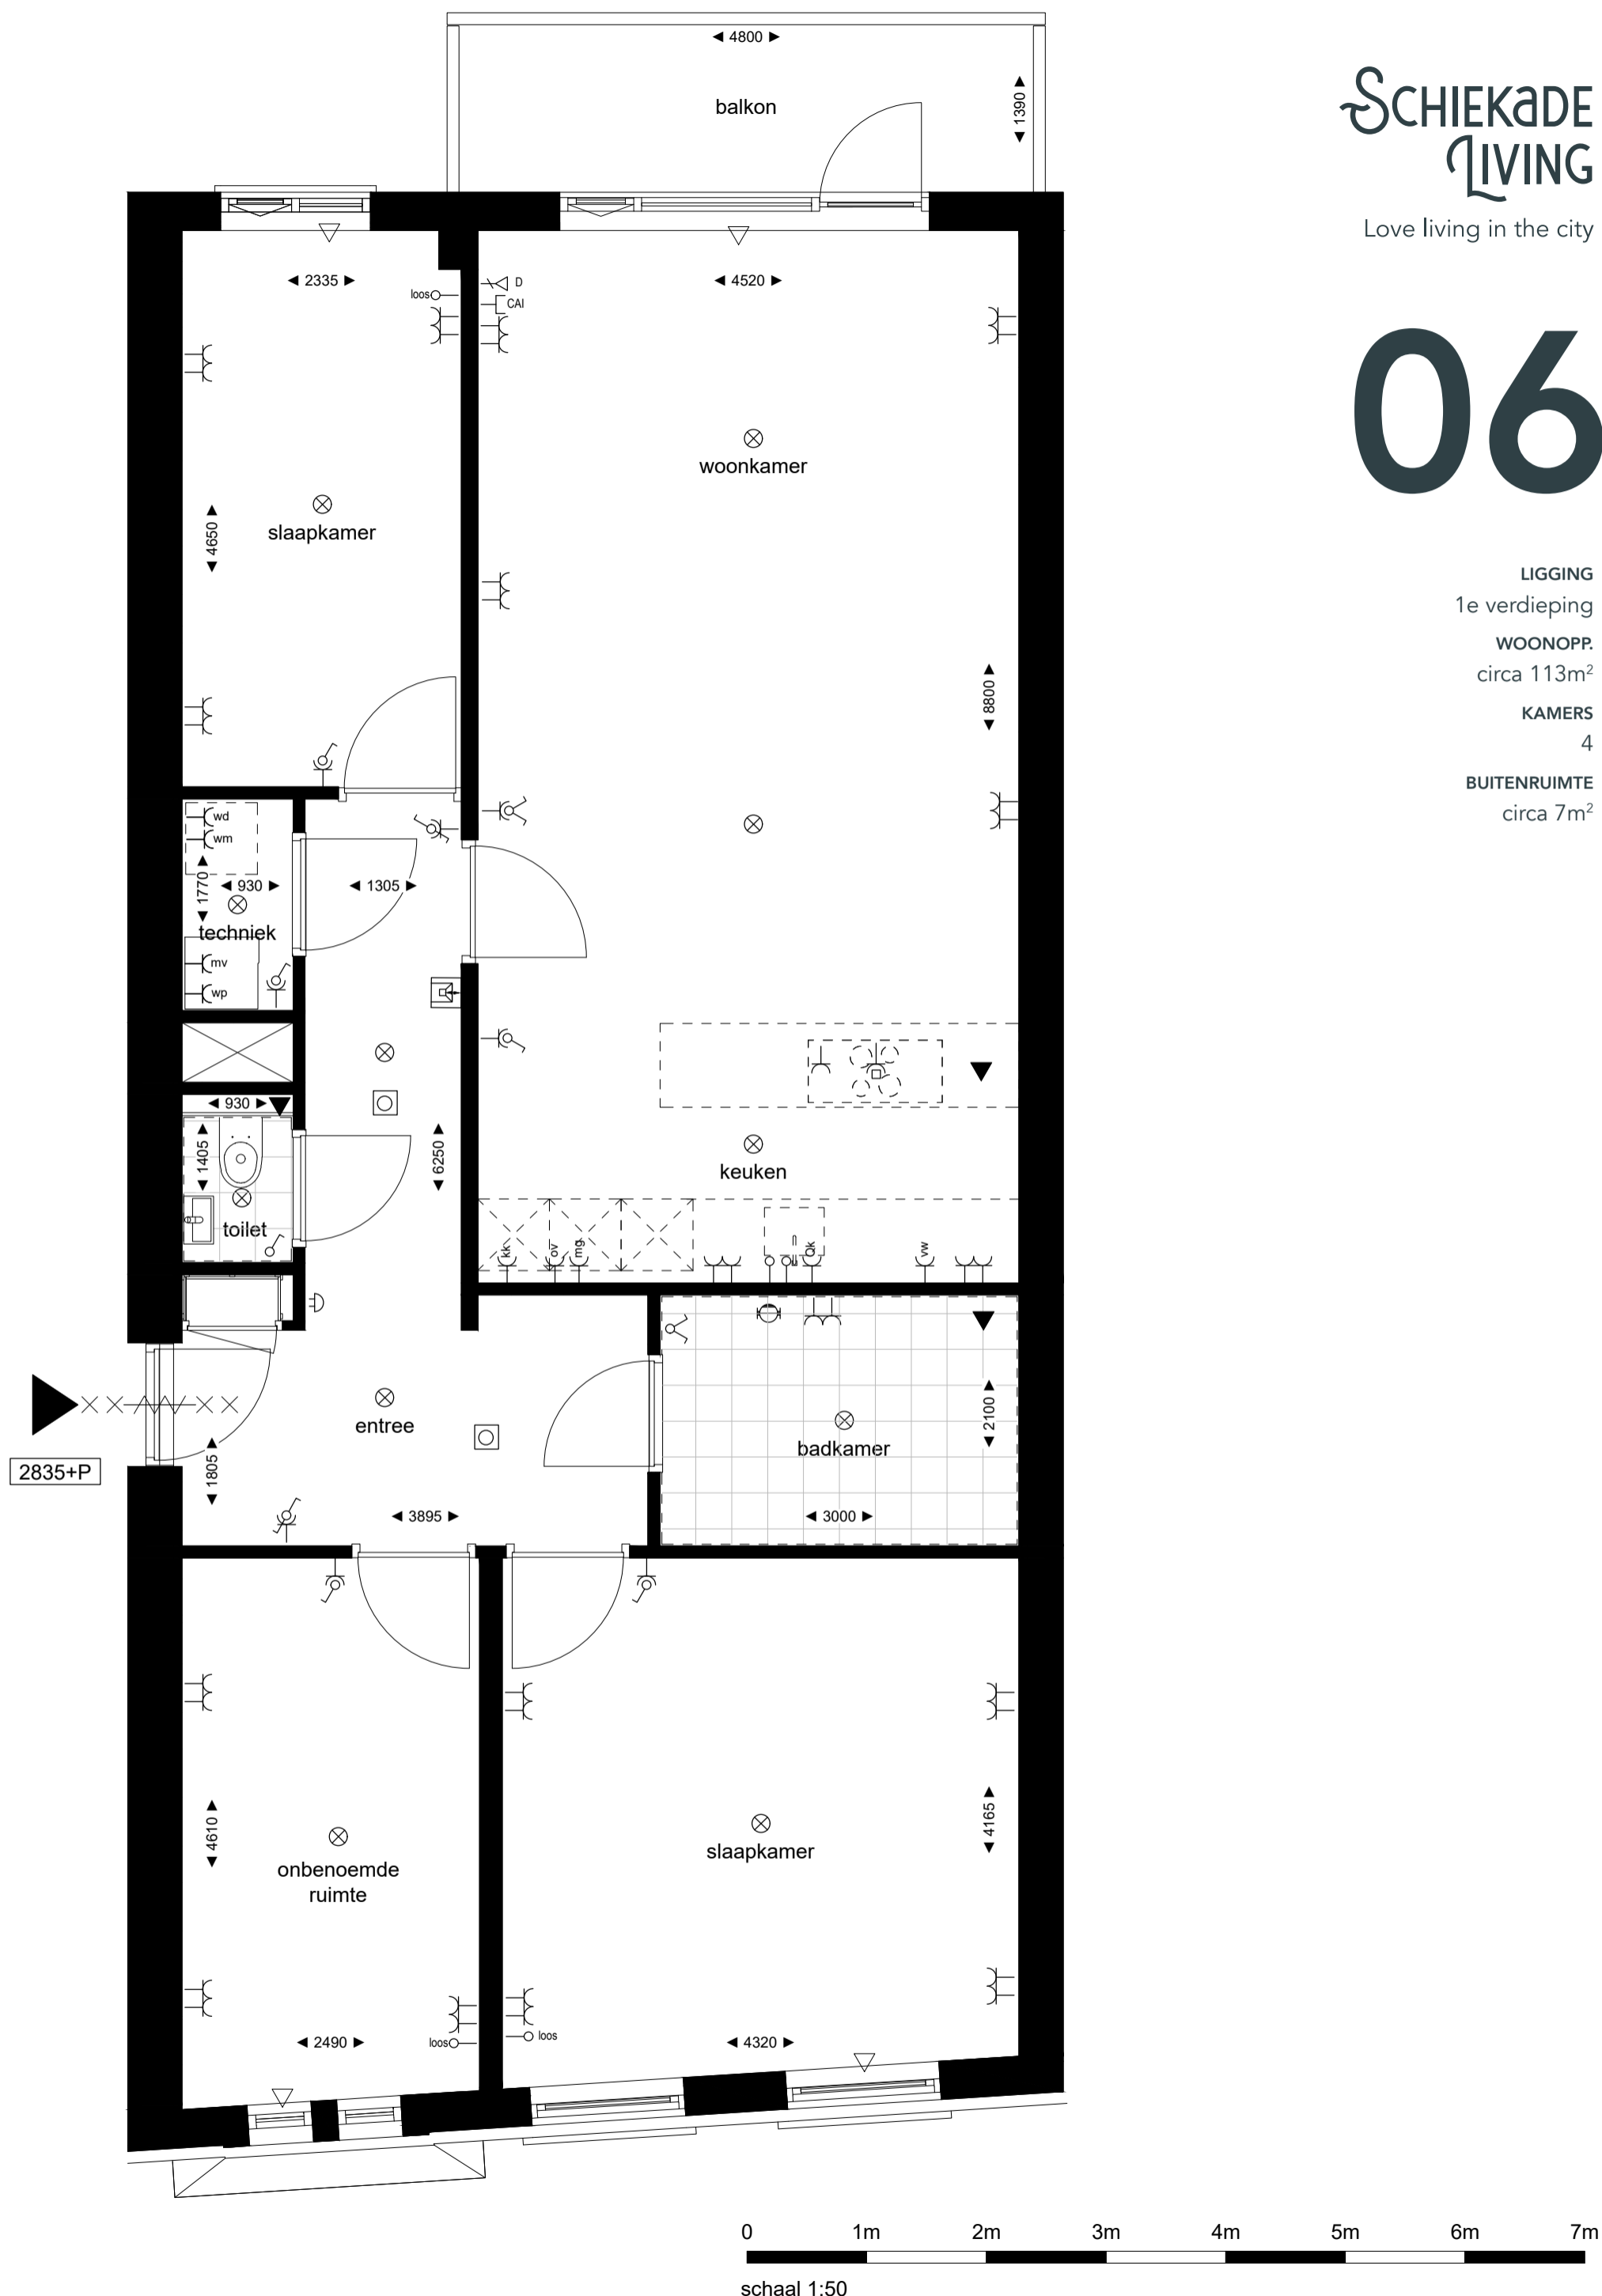 ◄ 4800 ►
balkon
◄ 1390 ►
SCHIEKADE
LIVING
Love living in the city
06
LIGGING
1e verdieping
WOONOPP.
circa 113m²
KAMERS
4
BUITENRUIMTE
circa 7m²
◄ 2335 ►
loos
D
CAI
◄ 4520 ►
woonkamer
slaapkamer
◄ 4650 ►
◄ 8800 ►
wd
wm
◄ 1770 ►
◄ 930 ►
◄ 1305 ►
techniek
mv
wp
◄ 930 ►
◄ 1405 ►
toilet
◄ 6250 ►
keuken
kk
ov
mg
Qk
vw
entree
◄ 1805 ►
2835+P
◄ 3895 ►
badkamer
◄ 2100 ►
◄ 3000 ►
◄ 4610 ►
onbenoemde
ruimte
slaapkamer
◄ 4165 ►
◄ 2490 ►
loos
loos
◄ 4320 ►
0 1m 2m 3m 4m 5m 6m 7m
schaal 1:50